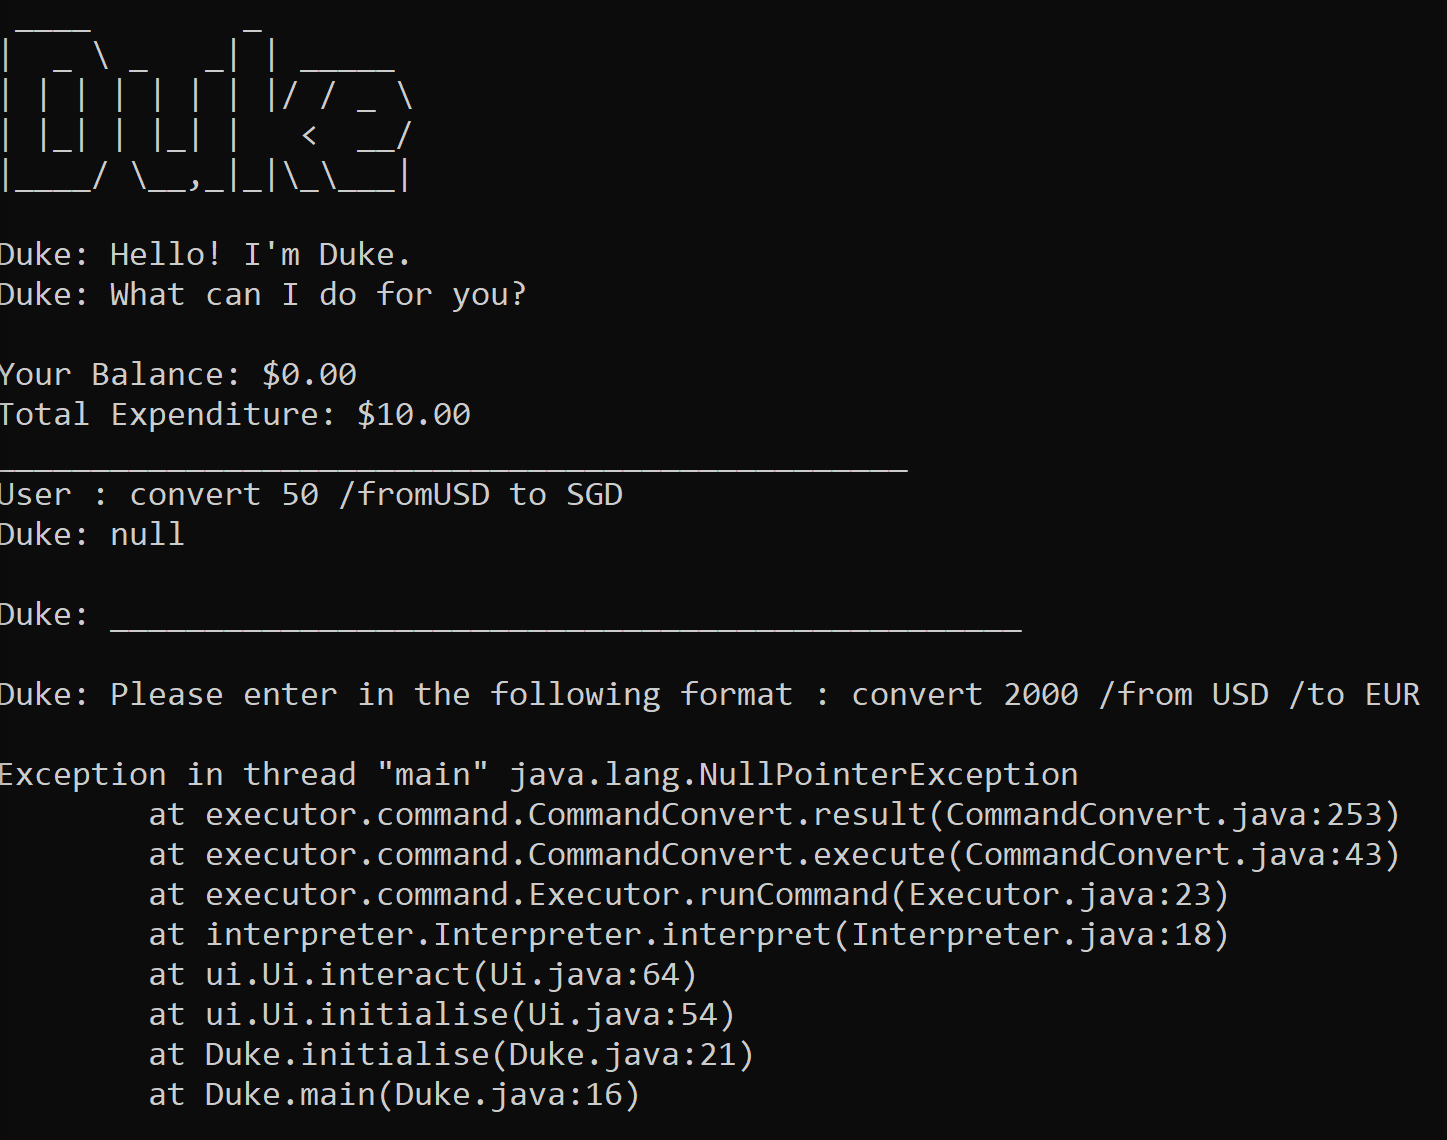 ____        _
|  _ \ _   _| | _____
| | | | | | | |/ / _ \
| |_| | |_| |   <  __/
|____/ \__,_|_|\_\___|

Duke: Hello! I'm Duke.
Duke: What can I do for you?

Your Balance: $0.00
Total Expenditure: $10.00
________________________________________________
User : convert 50 /fromUSD to SGD
Duke: null

Duke: ________________________________________________

Duke: Please enter in the following format : convert 2000 /from USD /to EUR

Exception in thread "main" java.lang.NullPointerException
        at executor.command.CommandConvert.result(CommandConvert.java:253)
        at executor.command.CommandConvert.execute(CommandConvert.java:43)
        at executor.command.Executor.runCommand(Executor.java:23)
        at interpreter.Interpreter.interpret(Interpreter.java:18)
        at ui.Ui.interact(Ui.java:64)
        at ui.Ui.initialise(Ui.java:54)
        at Duke.initialise(Duke.java:21)
        at Duke.main(Duke.java:16)